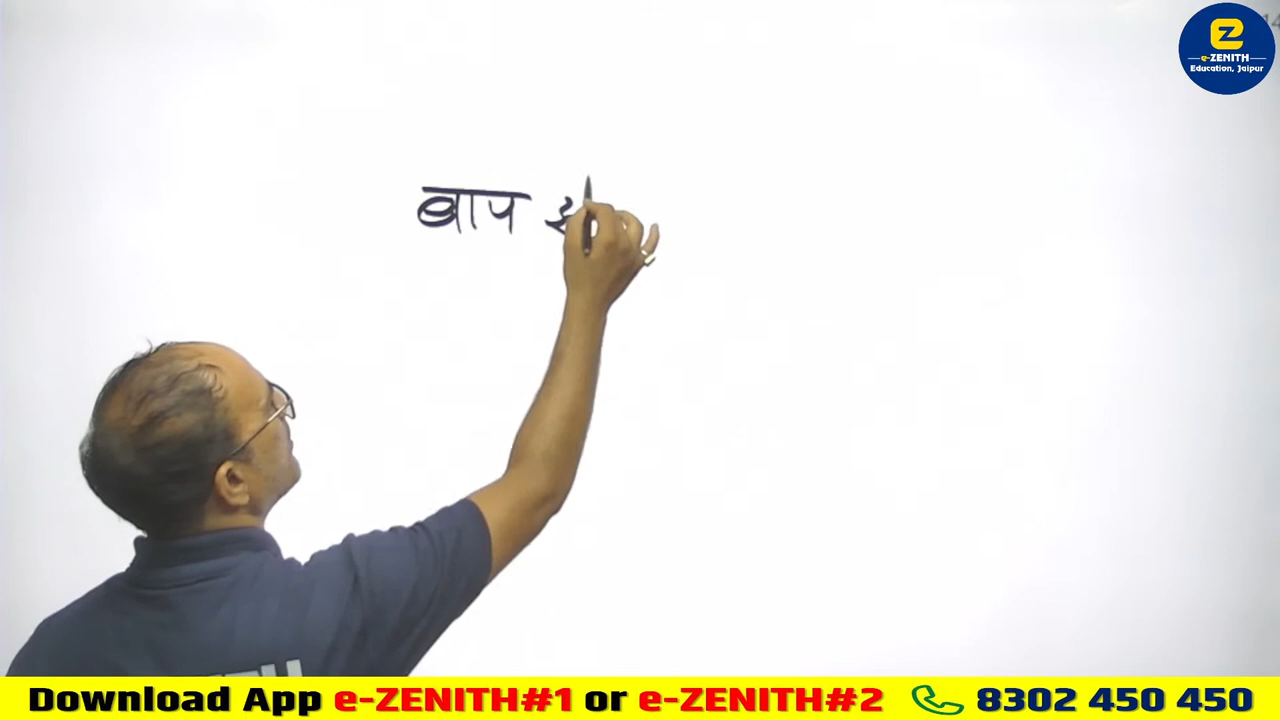 e-ZENITH
Education, Jaipur
बाप
Download App e-ZENITH#1 or e-ZENITH#2 8302 450 450